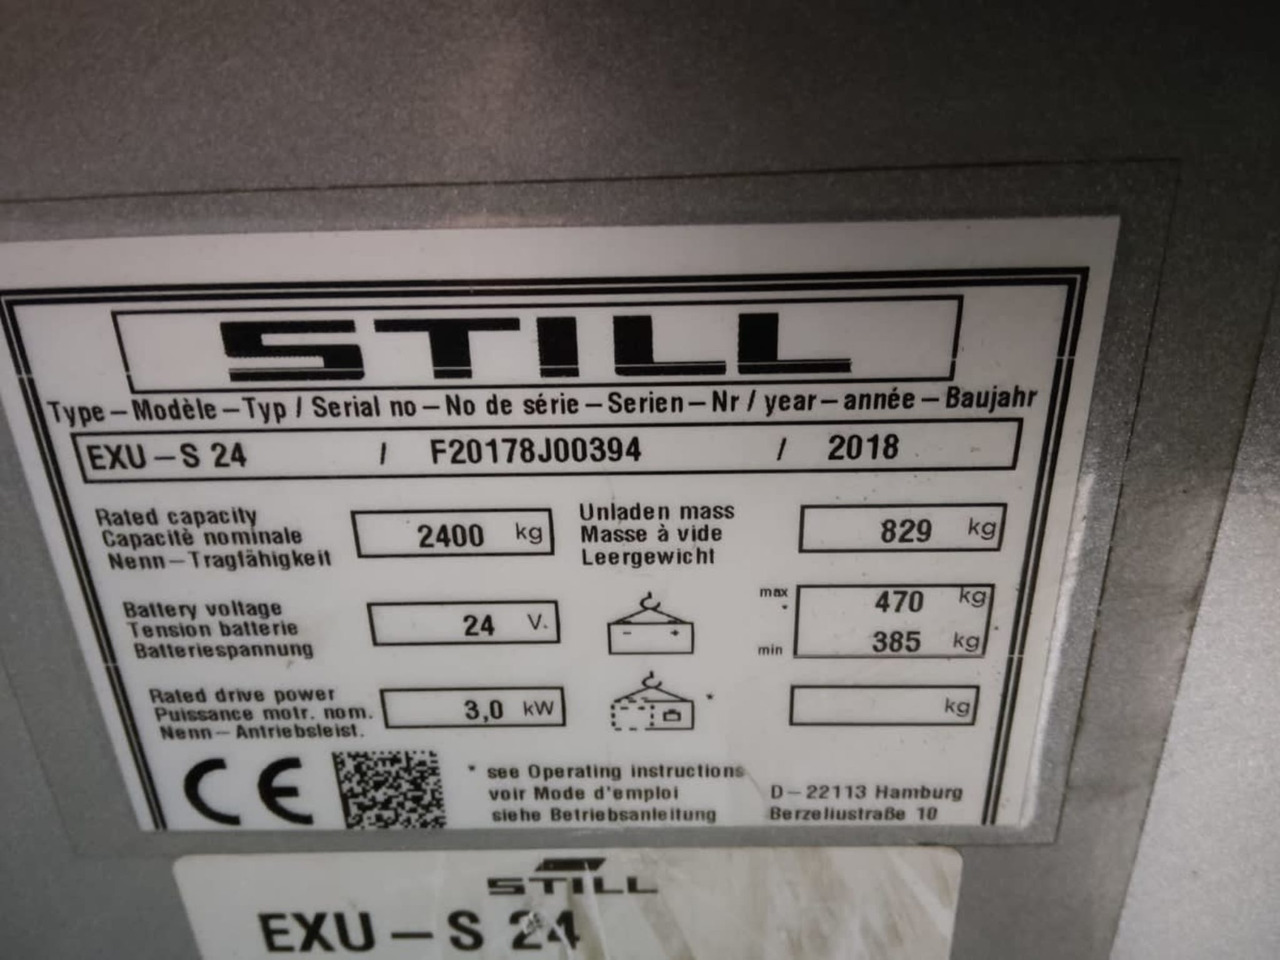 STILL
Type – Modèle – Typ / Serial no – No de série – Serien – Nr / year – année – Baujahr
EXU – S 24 / F20178J00394 / 2018
Rated capacity
Capacitè nominale
Nenn – Tragfähigkeit
2400 kg
Unladen mass
Masse à vide
Leergewicht
829 kg
Battery voltage
Tension batterie
Batteriespannung
24 V.
- +
max * 470 kg
min 385 kg
Rated drive power
Puissance motr. nom.
Nenn – Antriebsleist.
3,0 kW
* kg
CE
* see Operating instructions
voir Mode d'emploi
siehe Betriebsanleitung
D – 22113 Hamburg
Berzeliusstraße 10
STILL
EXU – S 24